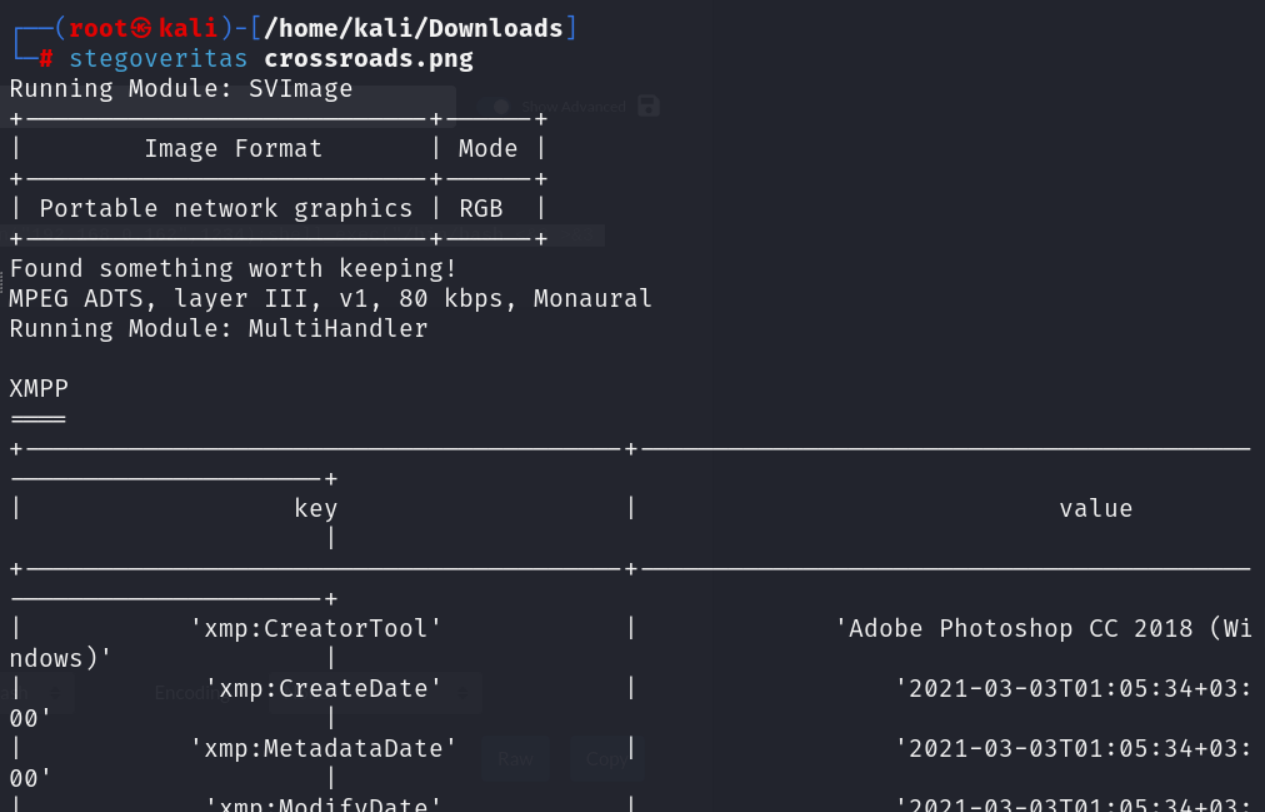 ┌──(root㉿kali)-[/home/kali/Downloads]
└─# stegoveritas crossroads.png
Running Module: SVImage
Show Advanced
| Image Format | Mode |
| Portable network graphics | RGB |
Found something worth keeping!
MPEG ADTS, layer III, v1, 80 kbps, Monaural
Running Module: MultiHandler
XMPP
====
| key | value
|
| 'xmp:CreatorTool' | 'Adobe Photoshop CC 2018 (Wi
ndows)' |
| 'xmp:CreateDate' | '2021-03-03T01:05:34+03:
00' |
| 'xmp:MetadataDate' | '2021-03-03T01:05:34+03:
00' |
Raw Copy
| 'xmp:ModifyDate' | '2021-03-03T01:05:34+03: